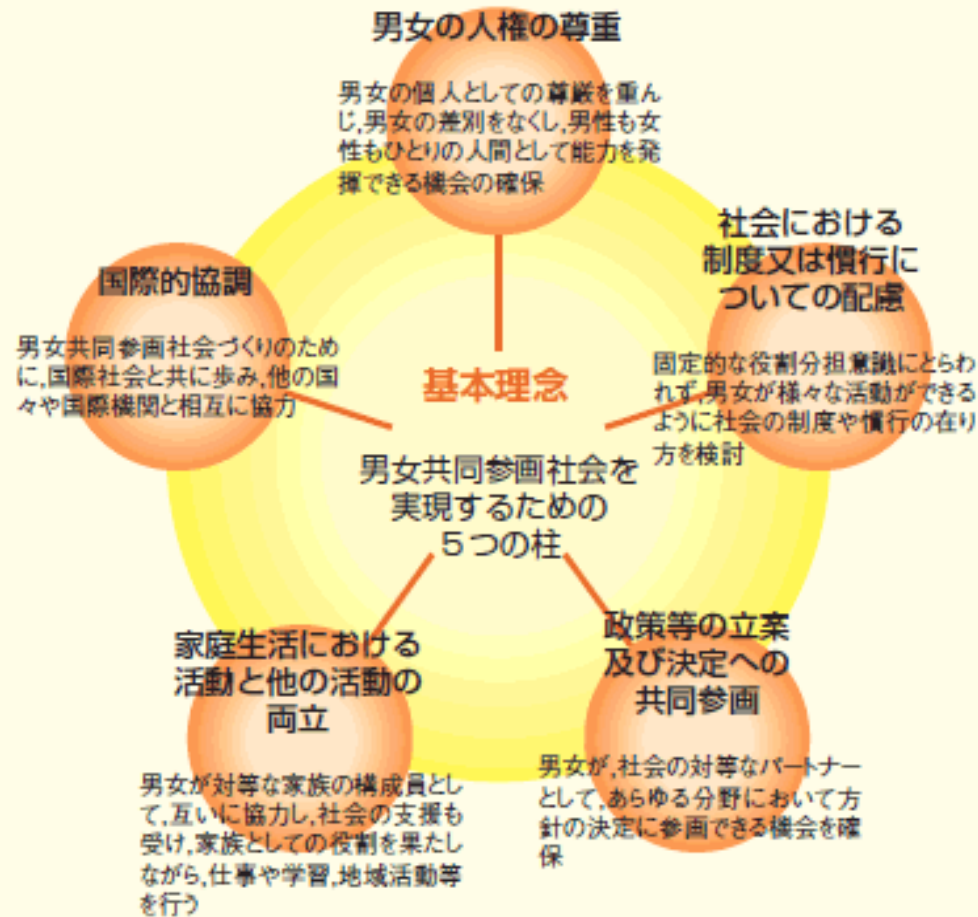 男女の人権の尊重
男女の個人としての尊厳を重ん
じ,男女の差別をなくし,男性も女
性もひとりの人間として能力を発
揮できる機会の確保
社会における
制度又は慣行に
ついての配慮
固定的な役割分担意識にとらわ
れず,男女が様々な活動ができる
ように社会の制度や慣行の在り
方を検討
国際的協調
男女共同参画社会づくりのため
に,国際社会と共に歩み,他の国
々や国際機関と相互に協力
基本理念
男女共同参画社会を
実現するための
5つの柱
家庭生活における
活動と他の活動の
両立
男女が対等な家族の構成員とし
て,互いに協力し,社会の支援も
受け,家族としての役割を果たし
ながら,仕事や学習,地域活動等
を行う
政策等の立案
及び決定への
共同参画
男女が,社会の対等なパートナー
として,あらゆる分野において方
針の決定に参画できる機会を確
保